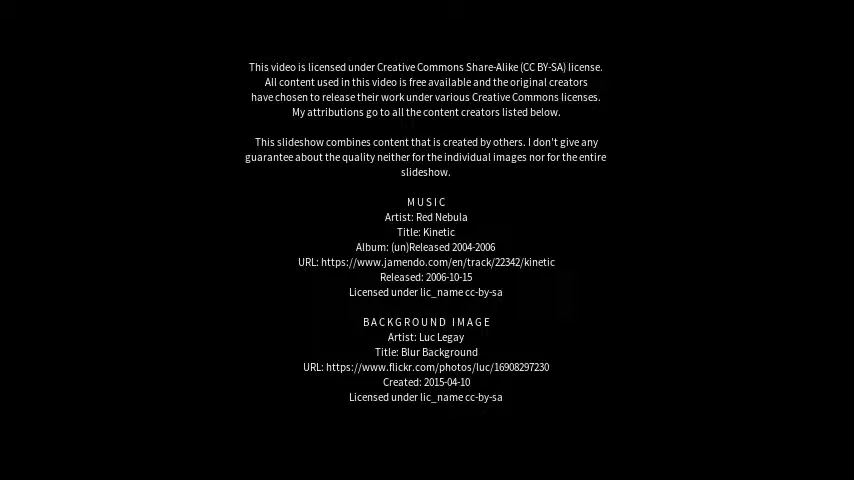 This video is licensed under Creative Commons Share-Alike (CC BY-SA) license.
All content used in this video is free available and the original creators
have chosen to release their work under various Creative Commons licenses.
My attributions go to all the content creators listed below.
This slideshow combines content that is created by others. I don't give any
guarantee about the quality neither for the individual images nor for the entire
slideshow.
MUSIC
Artist: Red Nebula
Title: Kinetic
Album: (un)Released 2004-2006
URL: https://www.jamendo.com/en/track/22342/kinetic
Released: 2006-10-15
Licensed under lic_name cc-by-sa
BACKGROUND IMAGE
Artist: Luc Legay
Title: Blur Background
URL: https://www.flickr.com/photos/luc/16908297230
Created: 2015-04-10
Licensed under lic_name cc-by-sa